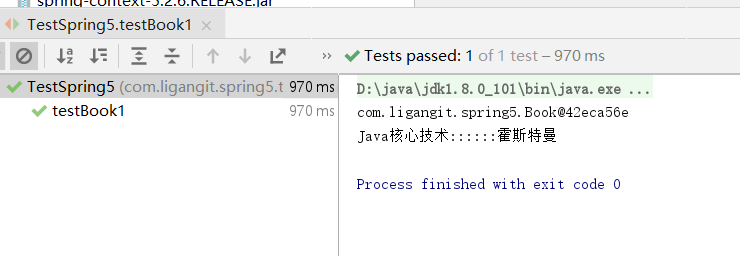 spring-context-5.2.6.RELEASE.jar
TestSpring5.testBook1 ×
» Tests passed: 1 of 1 test – 970 ms
TestSpring5 (com.ligangit.spring5.t 970 ms
testBook1 970 ms
D:\java\jdk1.8.0_101\bin\java.exe ...
com.ligangit.spring5.Book@42eca56e
Java核心技术::::::霍斯特曼
Process finished with exit code 0